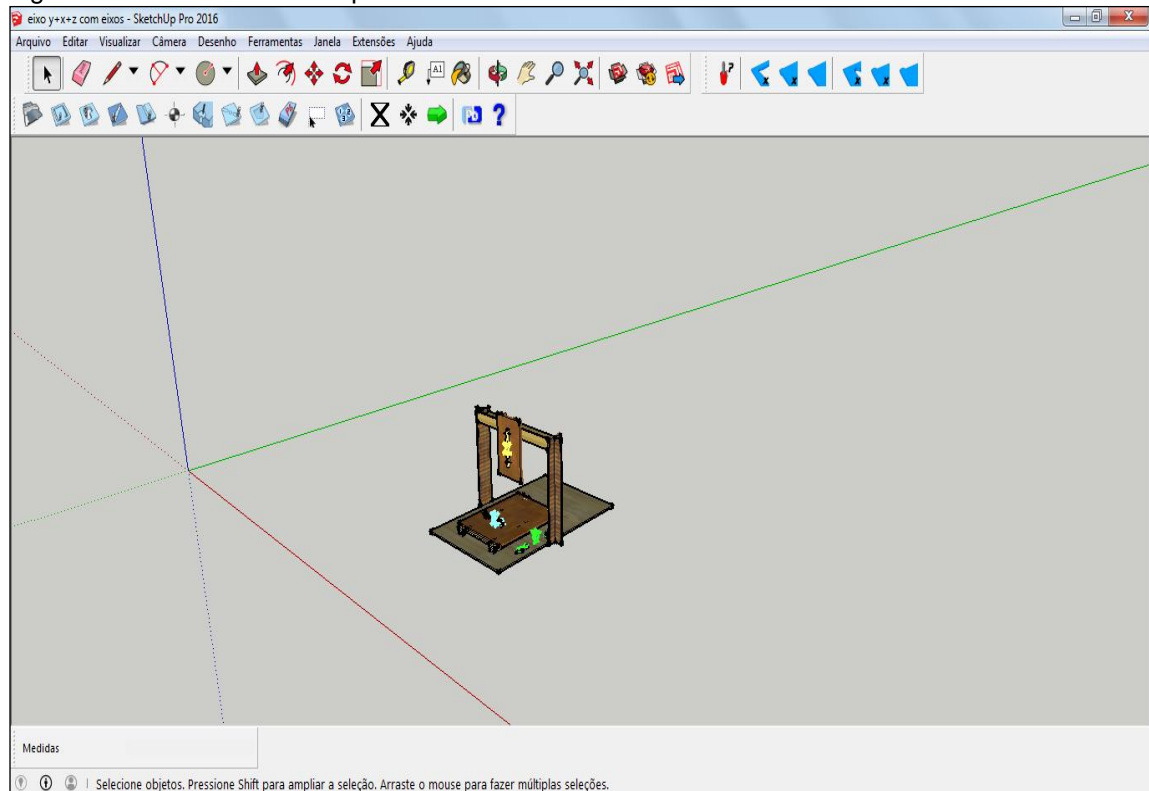 eixo y+x+z com eixos - SketchUp Pro 2016
Arquivo Editar Visualizar Câmera Desenho Ferramentas Janela Extensões Ajuda
A1
Medidas
Selecione objetos. Pressione Shift para ampliar a seleção. Arraste o mouse para fazer múltiplas seleções.